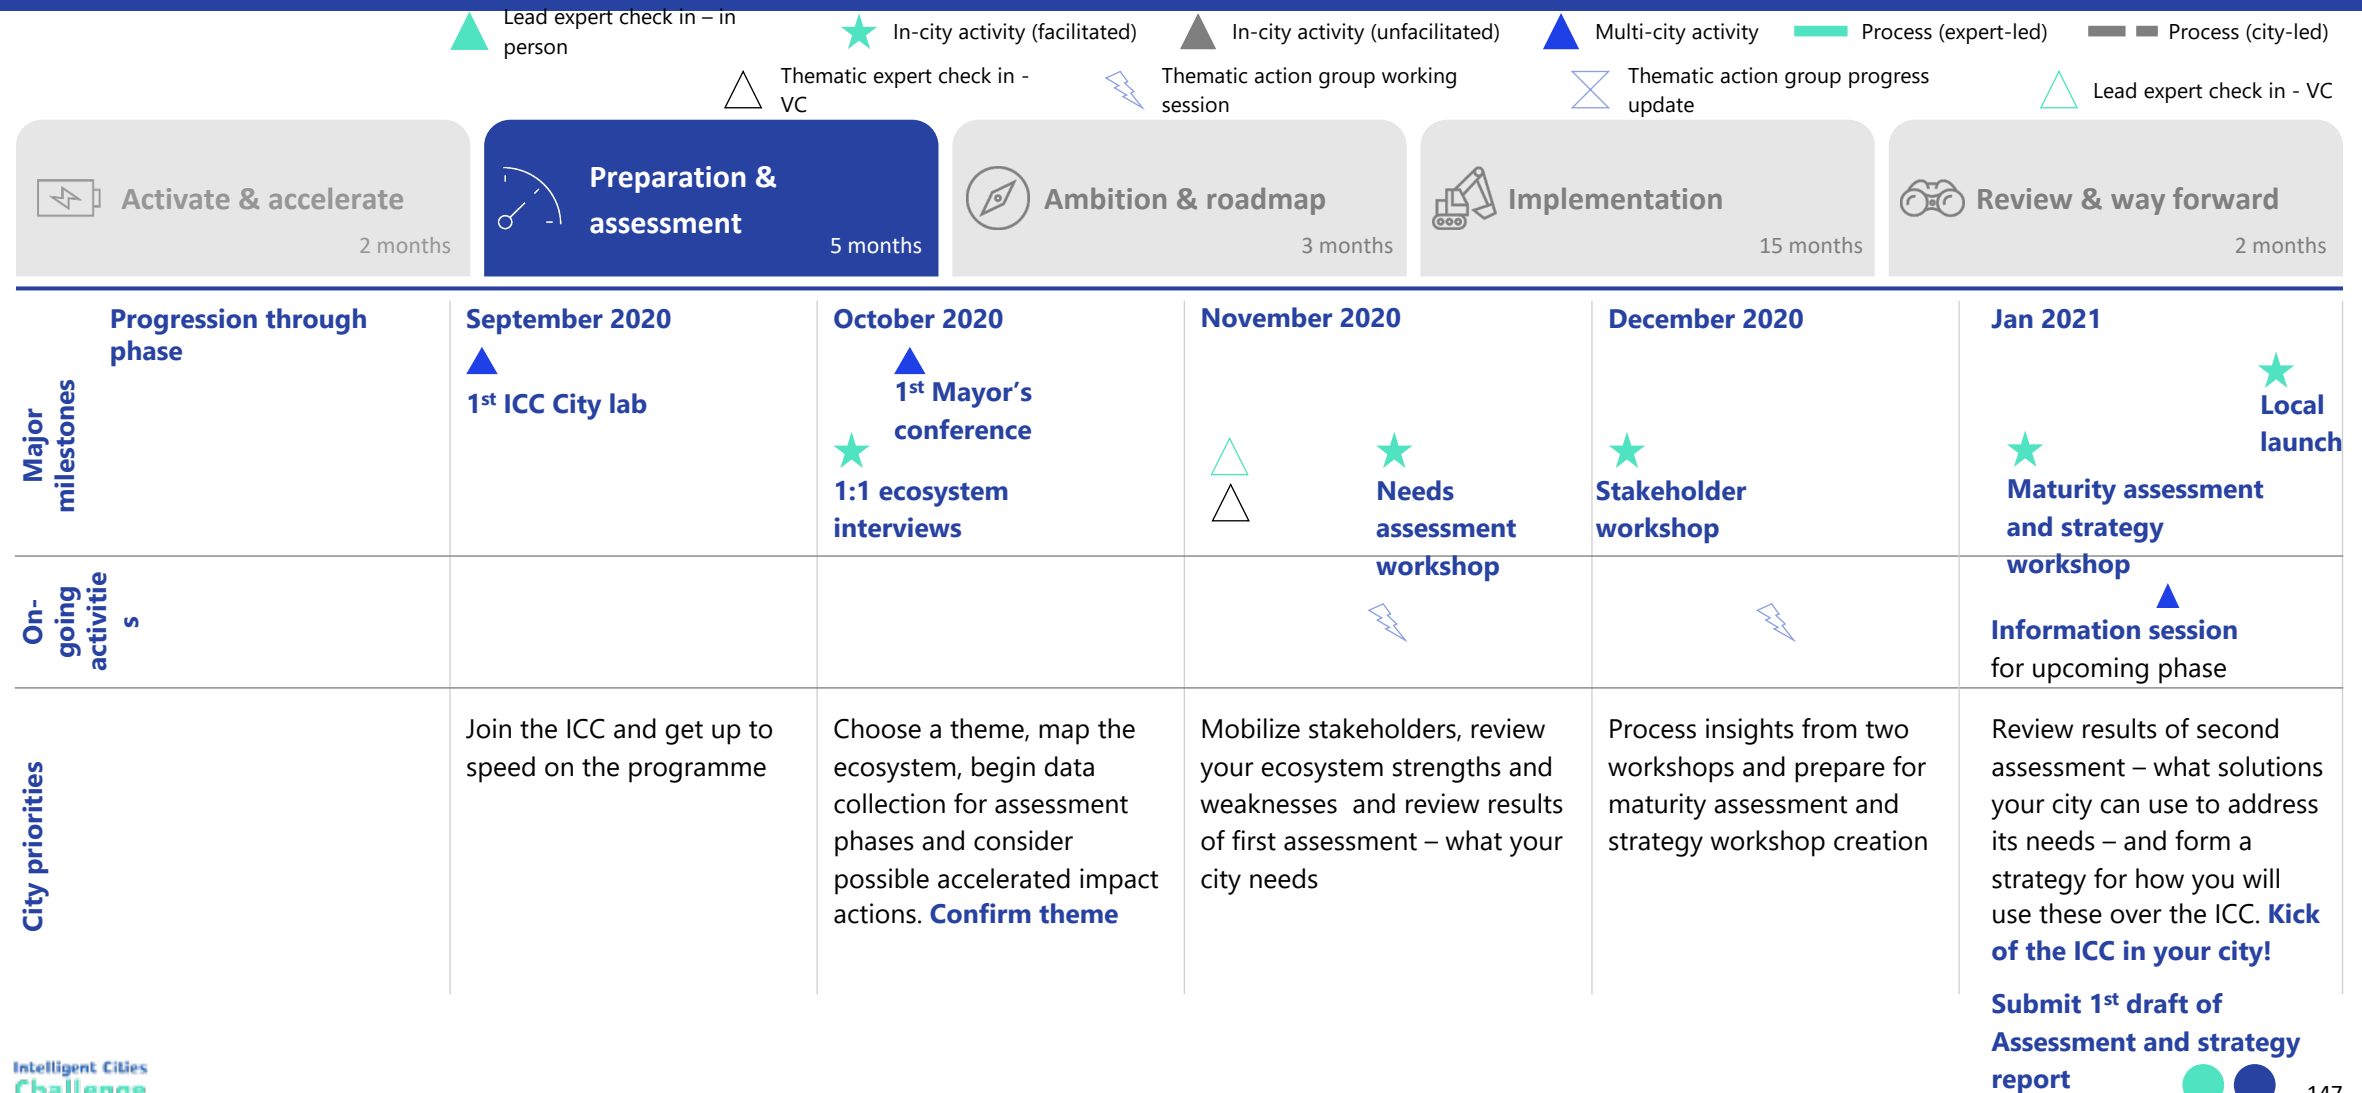 Lead expert check in – in
person
In-city activity (facilitated)
In-city activity (unfacilitated)
Multi-city activity
Process (expert-led)
Process (city-led)
Thematic expert check in -
VC
Thematic action group working
session
Thematic action group progress
update
Lead expert check in - VC
Activate & accelerate
2 months
Preparation &
assessment
5 months
Ambition & roadmap
3 months
Implementation
15 months
Review & way forward
2 months
Progression through
phase
September 2020
October 2020
November 2020
December 2020
Jan 2021
Major
milestones
1st ICC City lab
1st Mayor’s
conference
1:1 ecosystem
interviews
Needs
assessment
workshop
Stakeholder
workshop
Local
launch
Maturity assessment
and strategy
workshop
On-
going
activitie
s
Information session
for upcoming phase
City priorities
Join the ICC and get up to
speed on the programme
Choose a theme, map the
ecosystem, begin data
collection for assessment
phases and consider
possible accelerated impact
actions. Confirm theme
Mobilize stakeholders, review
your ecosystem strengths and
weaknesses  and review results
of first assessment – what your
city needs
Process insights from two
workshops and prepare for
maturity assessment and
strategy workshop creation
Review results of second
assessment – what solutions
your city can use to address
its needs – and form a
strategy for how you will
use these over the ICC. Kick
of the ICC in your city!
Submit 1st draft of
Assessment and strategy
report
Intelligent Cities
Challenge
147